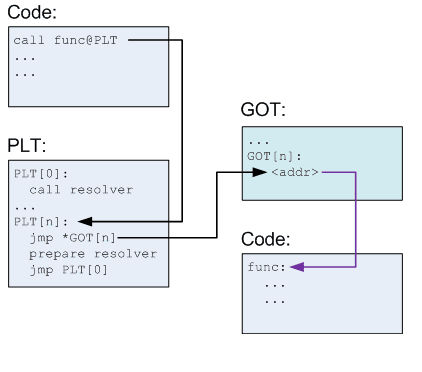 Code:
call func@PLT
...
...
PLT:
PLT[0]:
call resolver
...
PLT[n]:
jmp *GOT[n]
prepare resolver
jmp PLT[0]
GOT:
...
GOT[n]:
<addr>
Code:
func:
...
...